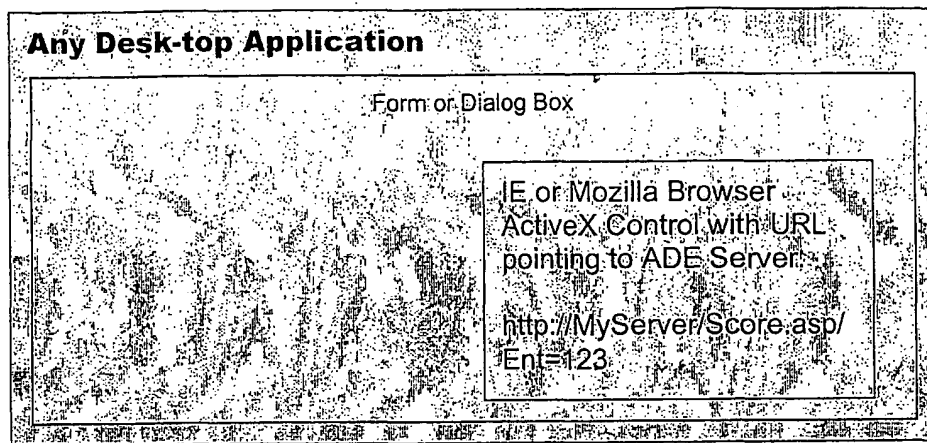 Any Desk-top Application
Form or Dialog Box
IE or Mozilla Browser
ActiveX Control with URL
pointing to ADE Server.
http://MyServer/Score.asp/
Ent=123